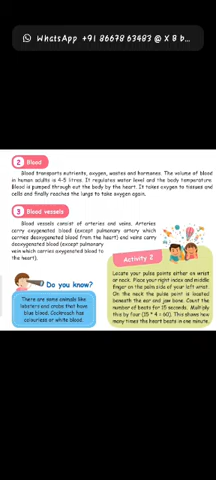 WhatsApp +91 86678 63483 @ X 8 b...
2 Blood
Blood transports nutrients, oxygen, wastes and hormones. The volume of blood
in human adults is 4-5 litres. It regulates water level and the body temperature.
Blood is pumped through out the body by the heart. It takes oxygen to tissues and
cells and finally reaches the lungs to take oxygen again.
3 Blood vessels
Blood vessels consist of arteries and veins. Arteries
carry oxygenated blood (except pulmonary artery which
carries deoxygenated blood from the heart) and veins carry
deoxygenated blood (except pulmonary
vein which carries oxygenated blood to
the heart).
Do you know?
There are some animals like
lobsters and crabs that have
blue blood. Cockroach has
colourless or white blood.
Activity 2
Locate your pulse points either on wrist
or neck. Place your right index and middle
finger on the palm side of your left wrist.
On the neck the pulse point is located
beneath the ear and jaw bone. Count the
number of beats for 15 seconds. Multiply
this by four (15 * 4 = 60). This shows how
many times the heart beats in one minute.